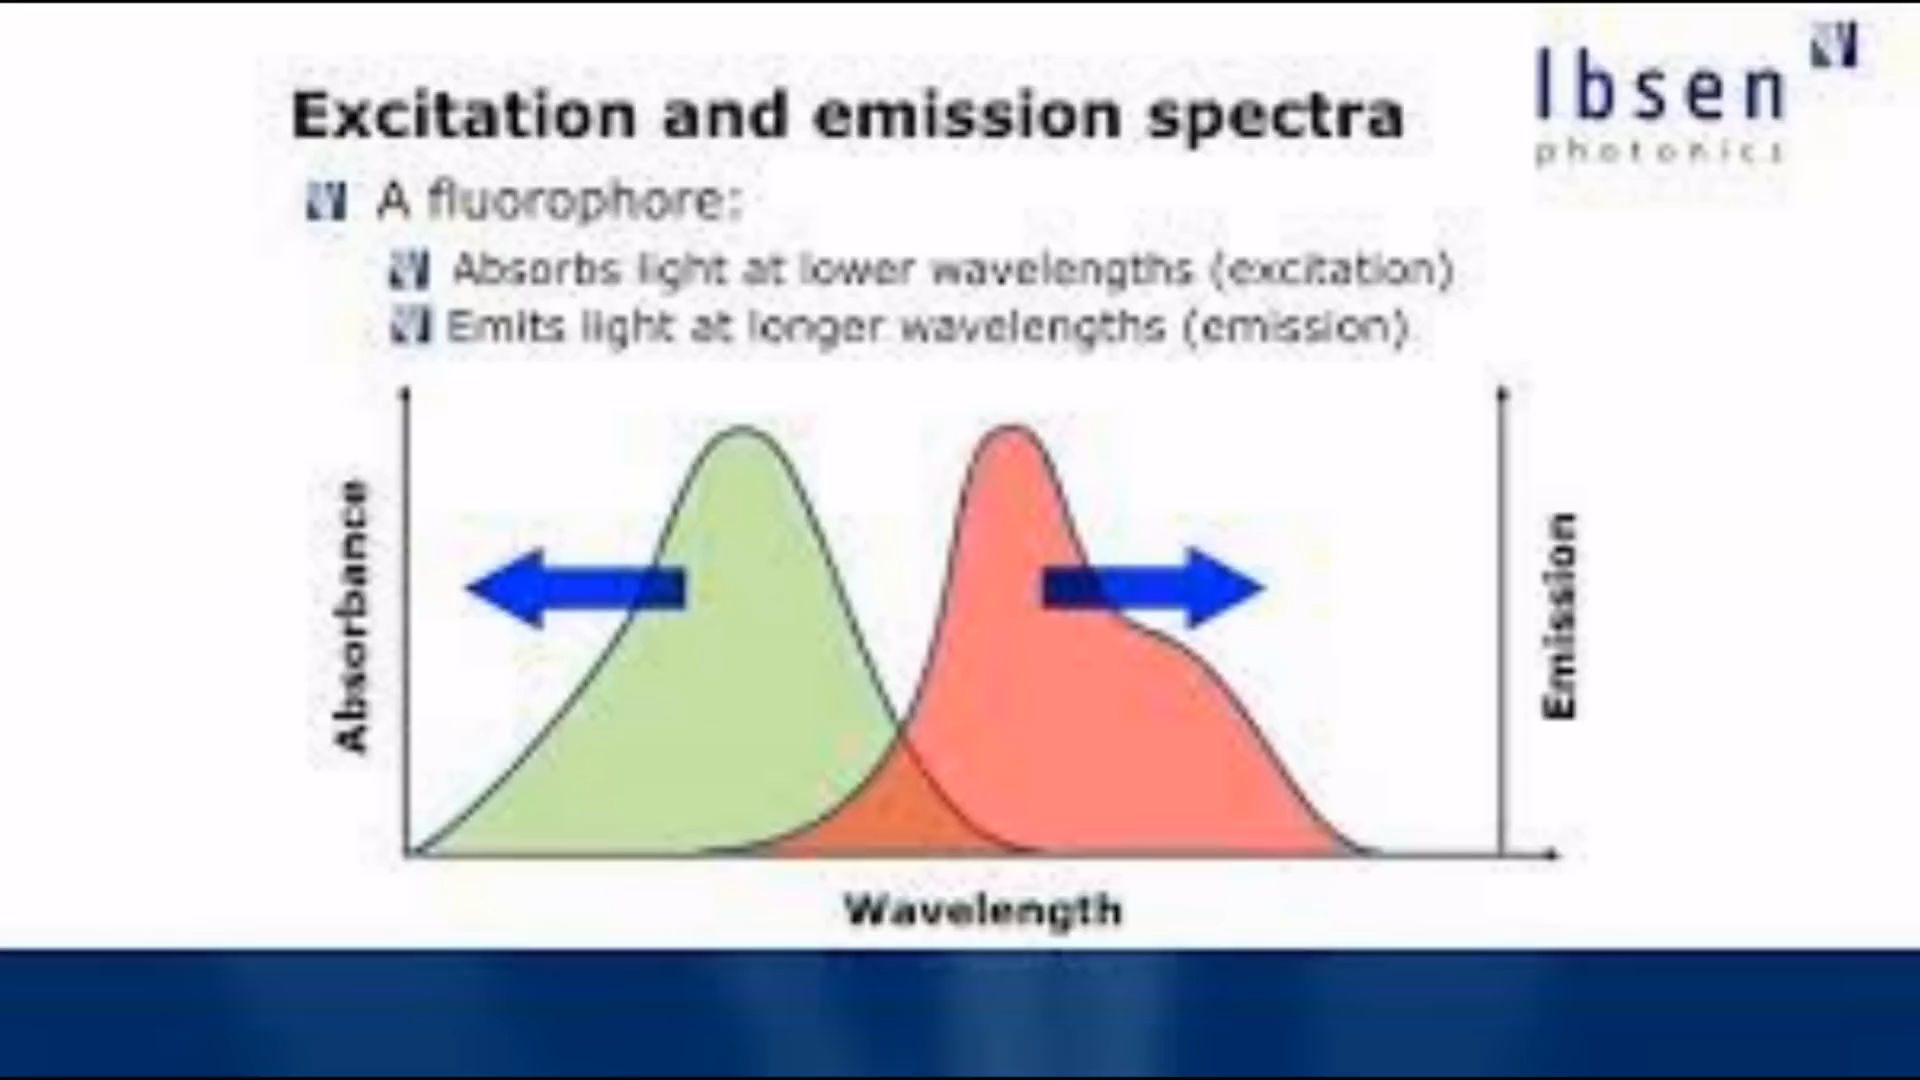 Ibsen
photonics
Excitation and emission spectra
A fluorophore:
Absorbs light at lower wavelengths (excitation)
Emits light at longer wavelengths (emission)
Absorbance
Emission
Wavelength